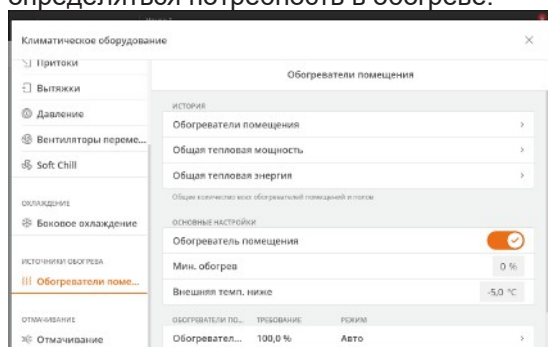 определяться потребность в обогреве.
Климатическое оборудование
Притоки
Вытяжки
Давление
Вентиляторы переме...
Soft Chill
ОХЛАЖДЕНИЕ
Боковое охлаждение
ИСТОЧНИКИ ОБОГРЕВА
Обогреватели поме...
ОТМАЧИВАНИЕ
Отмачивание
Обогреватели помещения
ИСТОРИЯ
Обогреватели помещения
Общая тепловая мощность
Общая тепловая энергия
Общее количество всех обогревателей помещений и полом
ОСНОВНЫЕ НАСТРОЙКИ
Обогреватель помещения
Мин. обогрев 0 %
Внешняя темп. ниже -5,0 °C
ОБОГРЕВАТЕЛИ ПО... ТРЕБОВАНИЕ РЕЖИМ
Обогревател... 100,0 % Авто